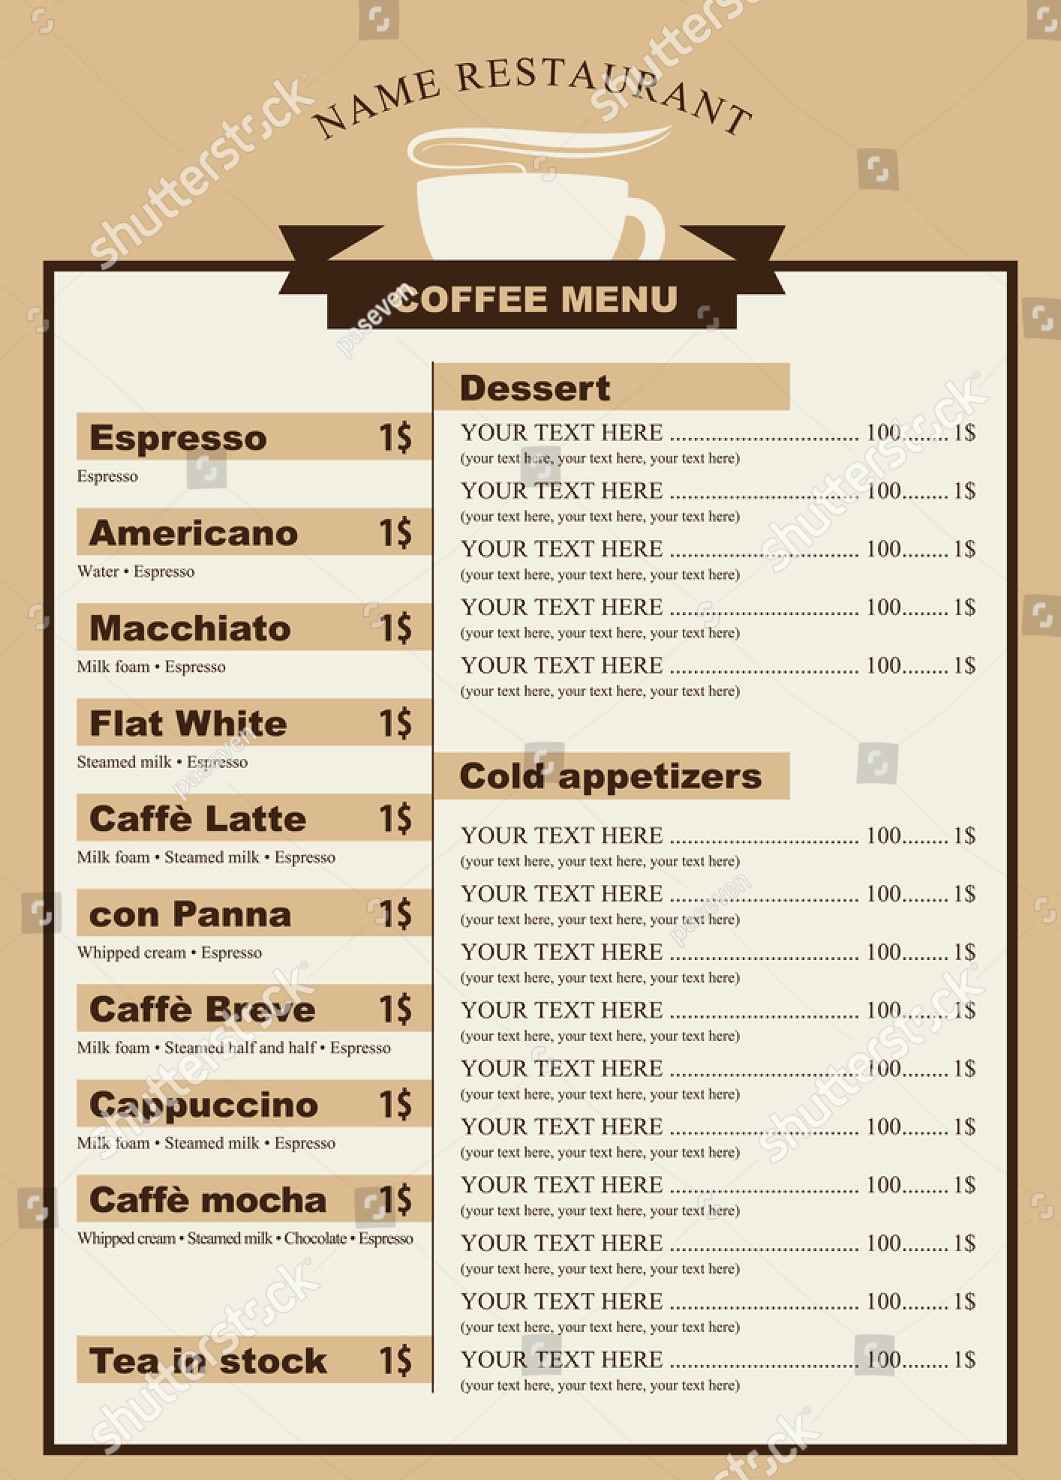 NAME RESTAURANT
COFFEE MENU
Espresso 1$
Espresso
Americano 1$
Water • Espresso
Macchiato 1$
Milk foam • Espresso
Flat White 1$
Steamed milk • Espresso
Caffè Latte 1$
Milk foam • Steamed milk • Espresso
con Panna 1$
Whipped cream • Espresso
Caffè Breve 1$
Milk foam • Steamed half and half • Espresso
Cappuccino 1$
Milk foam • Steamed milk • Espresso
Caffè mocha 1$
Whipped cream • Steamed milk • Chocolate • Espresso
Tea in stock 1$
Dessert
YOUR TEXT HERE ................................. 100........ 1$
(your text here, your text here, your text here)
YOUR TEXT HERE ................................. 100........ 1$
(your text here, your text here, your text here)
YOUR TEXT HERE ................................. 100........ 1$
(your text here, your text here, your text here)
YOUR TEXT HERE ................................. 100........ 1$
(your text here, your text here, your text here)
YOUR TEXT HERE ................................. 100........ 1$
(your text here, your text here, your text here)
Cold appetizers
YOUR TEXT HERE ................................. 100........ 1$
(your text here, your text here, your text here)
YOUR TEXT HERE ................................. 100........ 1$
(your text here, your text here, your text here)
YOUR TEXT HERE ................................. 100........ 1$
(your text here, your text here, your text here)
YOUR TEXT HERE ................................. 100........ 1$
(your text here, your text here, your text here)
YOUR TEXT HERE ................................. 100........ 1$
(your text here, your text here, your text here)
YOUR TEXT HERE ................................. 100........ 1$
(your text here, your text here, your text here)
YOUR TEXT HERE ................................. 100........ 1$
(your text here, your text here, your text here)
YOUR TEXT HERE ................................. 100........ 1$
(your text here, your text here, your text here)
YOUR TEXT HERE ................................. 100........ 1$
(your text here, your text here, your text here)
YOUR TEXT HERE ................................. 100........ 1$
(your text here, your text here, your text here)
shutterstock
shutterstock
paseven
shutterstock
paseven
paseven
shutterstock
shutterstock
shutterstock
shutterstock